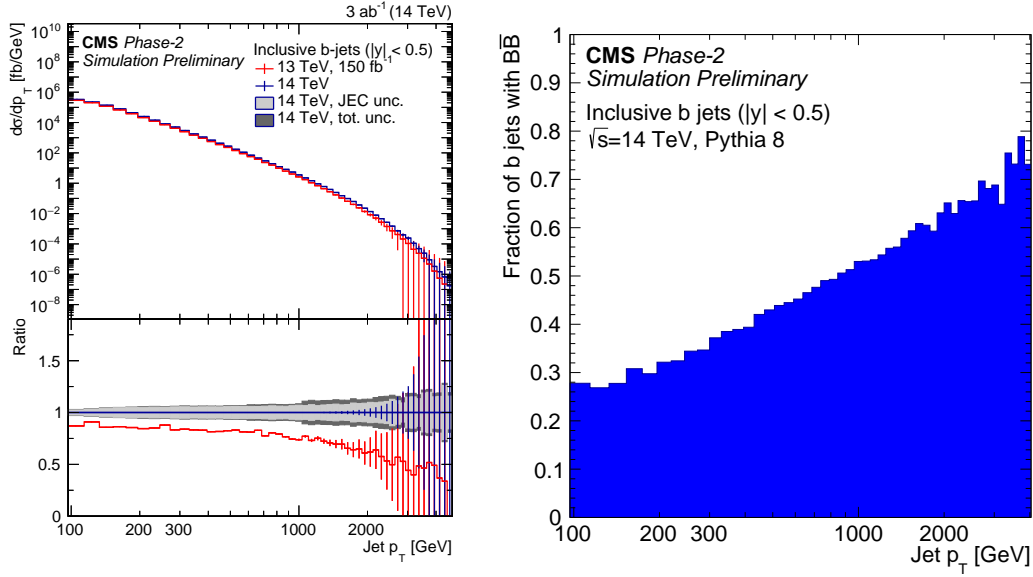 3 ab⁻¹ (14 TeV)
CMS Phase-2
Simulation Preliminary
Inclusive b-jets (|y| < 0.5)
13 TeV, 150 fb⁻¹
14 TeV
14 TeV, JEC unc.
14 TeV, tot. unc.
dσ/dp_T [fb/GeV]
10¹⁰
10⁸
10⁶
10⁴
10²
1
10⁻²
10⁻⁴
10⁻⁶
10⁻⁸
Ratio
1.5
1
0.5
0
100 200 300 1000 2000
Jet p_T [GeV]
CMS Phase-2
Simulation Preliminary
Inclusive b jets (|y| < 0.5)
√s=14 TeV, Pythia 8
Fraction of b jets with BB̅
1
0.9
0.8
0.7
0.6
0.5
0.4
0.3
0.2
0.1
0
100 200 300 1000 2000
Jet p_T [GeV]